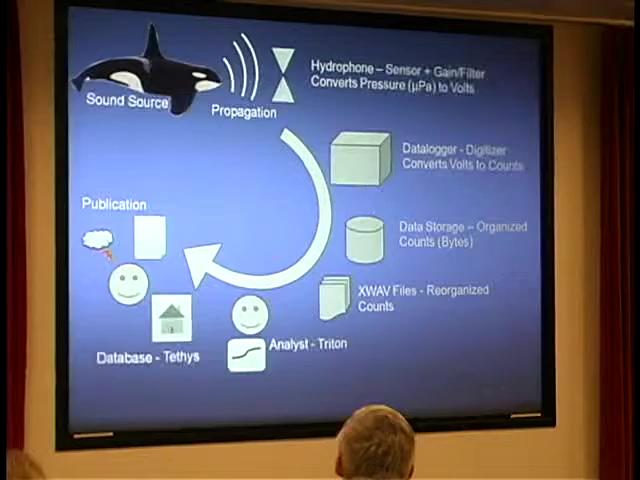 Hydrophone – Sensor + Gain/Filter
Converts Pressure (µPa) to Volts
Sound Source
Propagation
Datalogger - Digitizer
Converts Volts to Counts
Publication
Data Storage – Organized
Counts (Bytes)
XWAV Files - Reorganized
Counts
Analyst - Triton
Database - Tethys